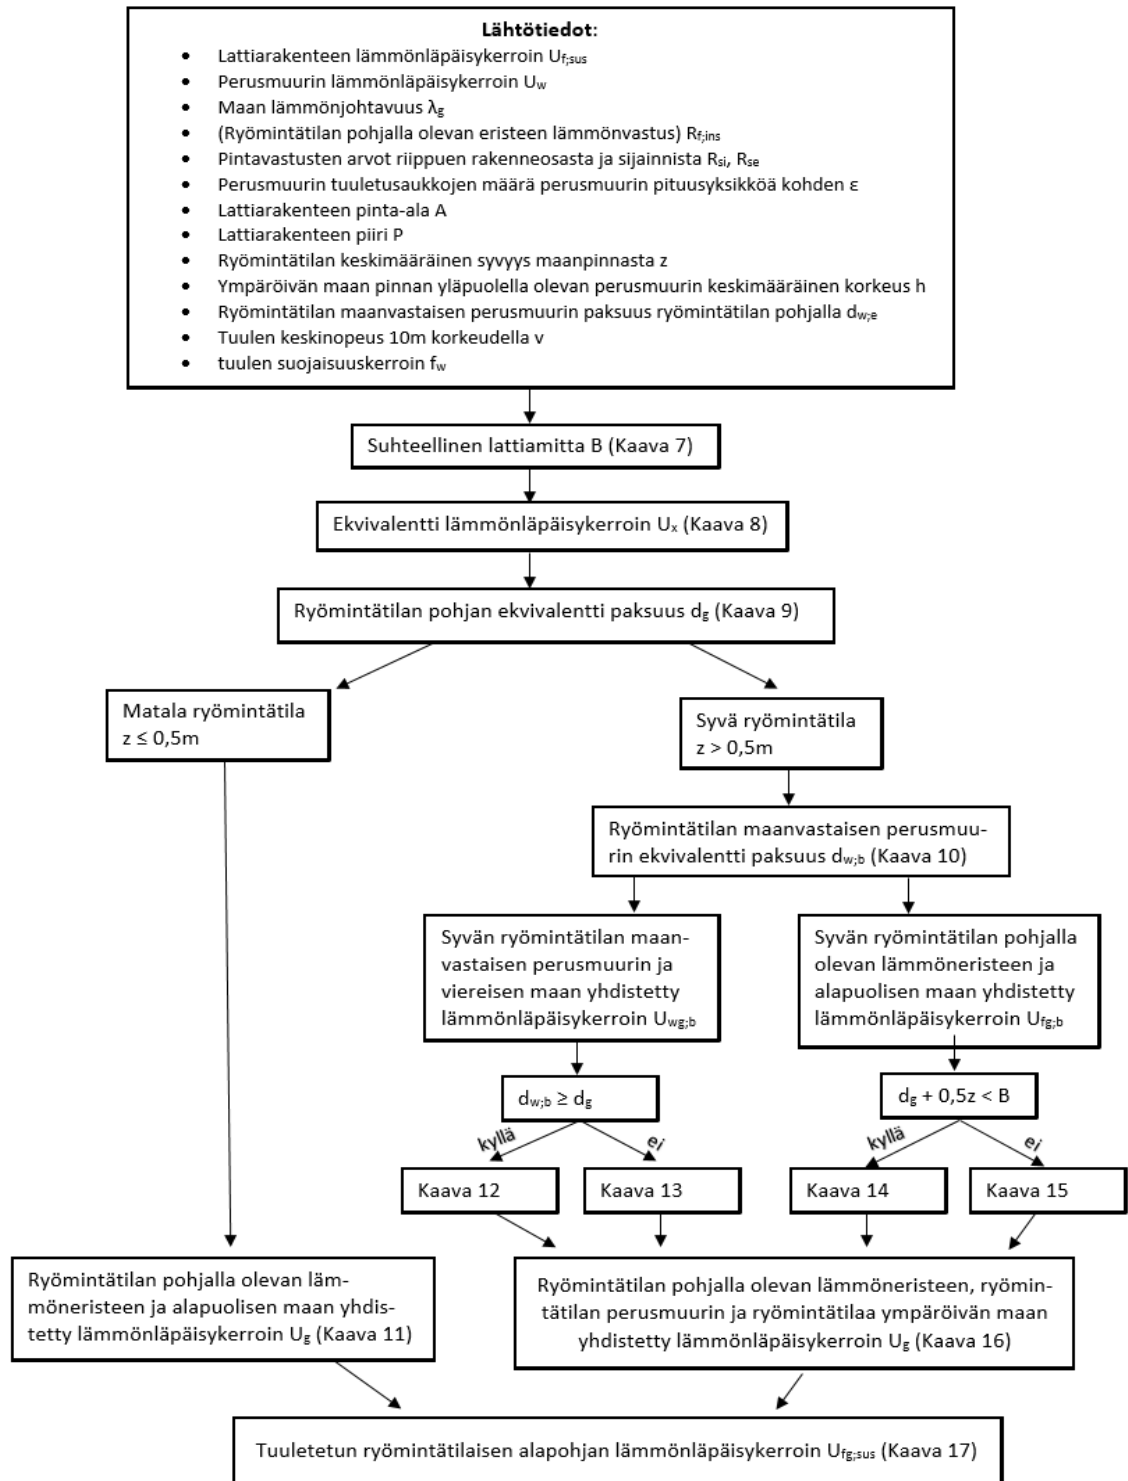 Lähtötiedot:
• Lattiarakenteen lämmönläpäisykerroin Uf;sus
• Perusmuurin lämmönläpäisykerroin Uw
• Maan lämmönjohtavuus λg
• (Ryömintätilan pohjalla olevan eristeen lämmönvastus) Rf;ins
• Pintavastusten arvot riippuen rakenneosasta ja sijainnista Rsi, Rse
• Perusmuurin tuuletusaukkojen määrä perusmuurin pituusyksikköä kohden ε
• Lattiarakenteen pinta-ala A
• Lattiarakenteen piiri P
• Ryömintätilan keskimääräinen syvyys maanpinnasta z
• Ympäröivän maan pinnan yläpuolella olevan perusmuurin keskimääräinen korkeus h
• Ryömintätilan maanvastaisen perusmuurin paksuus ryömintätilan pohjalla dw;e
• Tuulen keskinopeus 10m korkeudella v
• tuulen suojaisuuskerroin fw
Suhteellinen lattiamitta B (Kaava 7)
Ekvivalentti lämmönläpäisykerroin Ux (Kaava 8)
Ryömintätilan pohjan ekvivalentti paksuus dg (Kaava 9)
Matala ryömintätila
z ≤ 0,5m
Syvä ryömintätila
z > 0,5m
Ryömintätilan maanvastaisen perusmuu-
rin ekvivalentti paksuus dw;b (Kaava 10)
Syvän ryömintätilan maan-
vastaisen perusmuurin ja
viereisen maan yhdistetty
lämmönläpäisykerroin Uwg;b
Syvän ryömintätilan pohjalla
olevan lämmöneristeen ja
alapuolisen maan yhdistetty
lämmönläpäisykerroin Ufg;b
dw;b ≥ dg
dg + 0,5z < B
kyllä
ei
kyllä
ei
Kaava 12
Kaava 13
Kaava 14
Kaava 15
Ryömintätilan pohjalla olevan läm-
möneristeen ja alapuolisen maan yhdis-
tetty lämmönläpäisykerroin Ug (Kaava 11)
Ryömintätilan pohjalla olevan lämmöneristeen, ryömin-
tätilan perusmuurin ja ryömintätilaa ympäröivän maan
yhdistetty lämmönläpäisykerroin Ug (Kaava 16)
Tuuletetun ryömintätilaisen alapohjan lämmönläpäisykerroin Ufg;sus (Kaava 17)